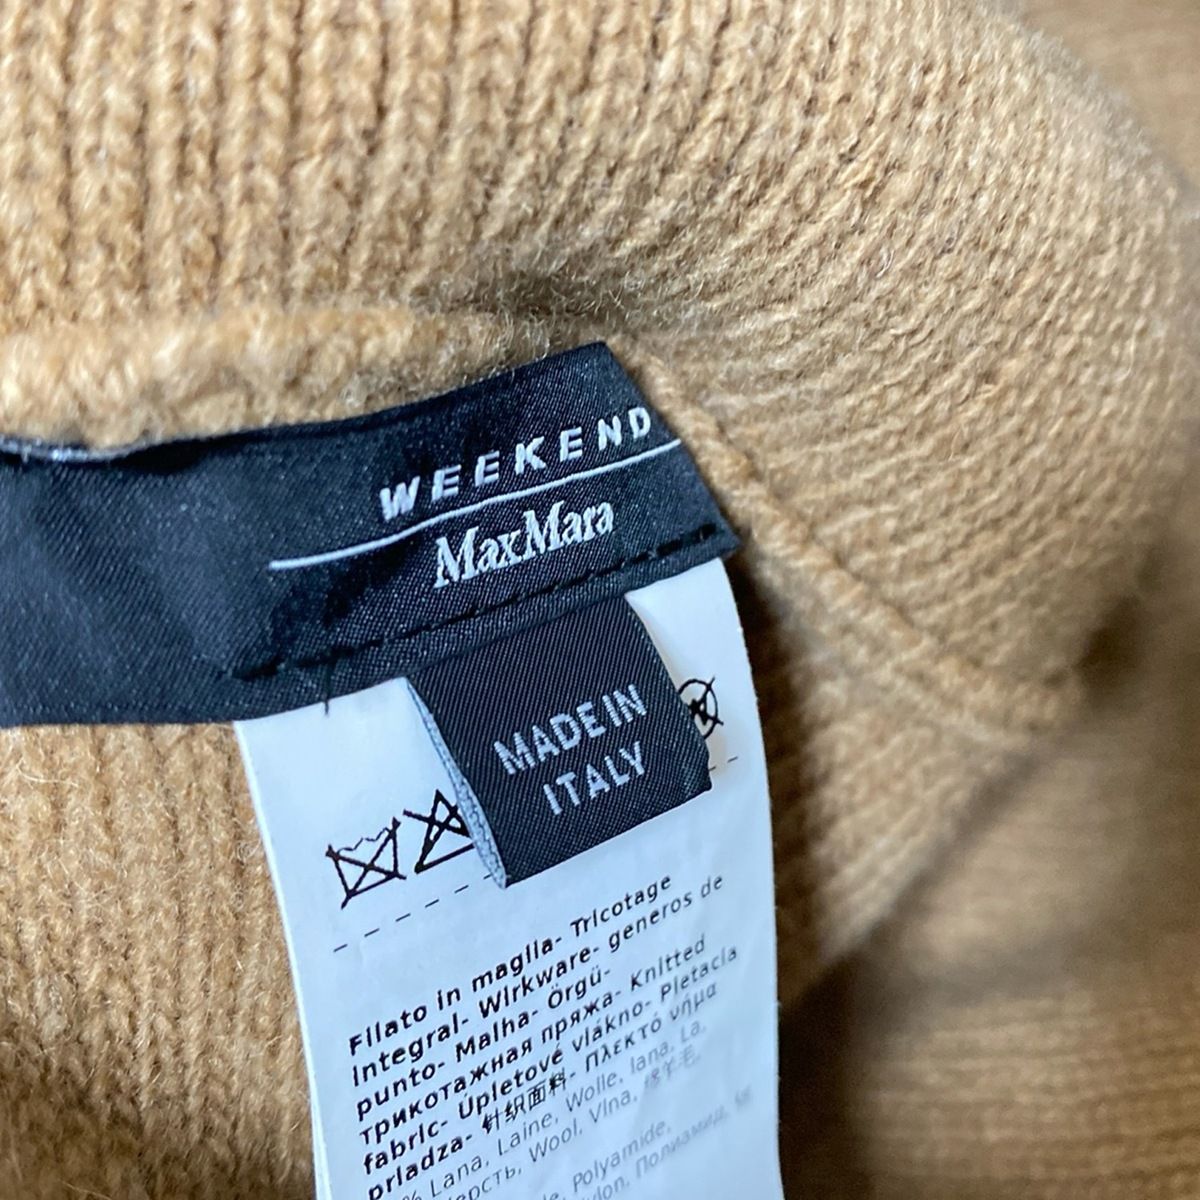 WEEKEND
MaxMara
MADE IN
ITALY
Filato in maglia- Tricotage
integral- Wirkware- generos de
punto- Malha- Örgü-
трикотажная пряжа- Knitted
fabric- Úpletové vlákno- Pletacia
priadza- 针织面料- Πλεκτό νήμα
% Lana, Laine, Wolle, lana, La,
Wool, Vlna,
Polyamide,